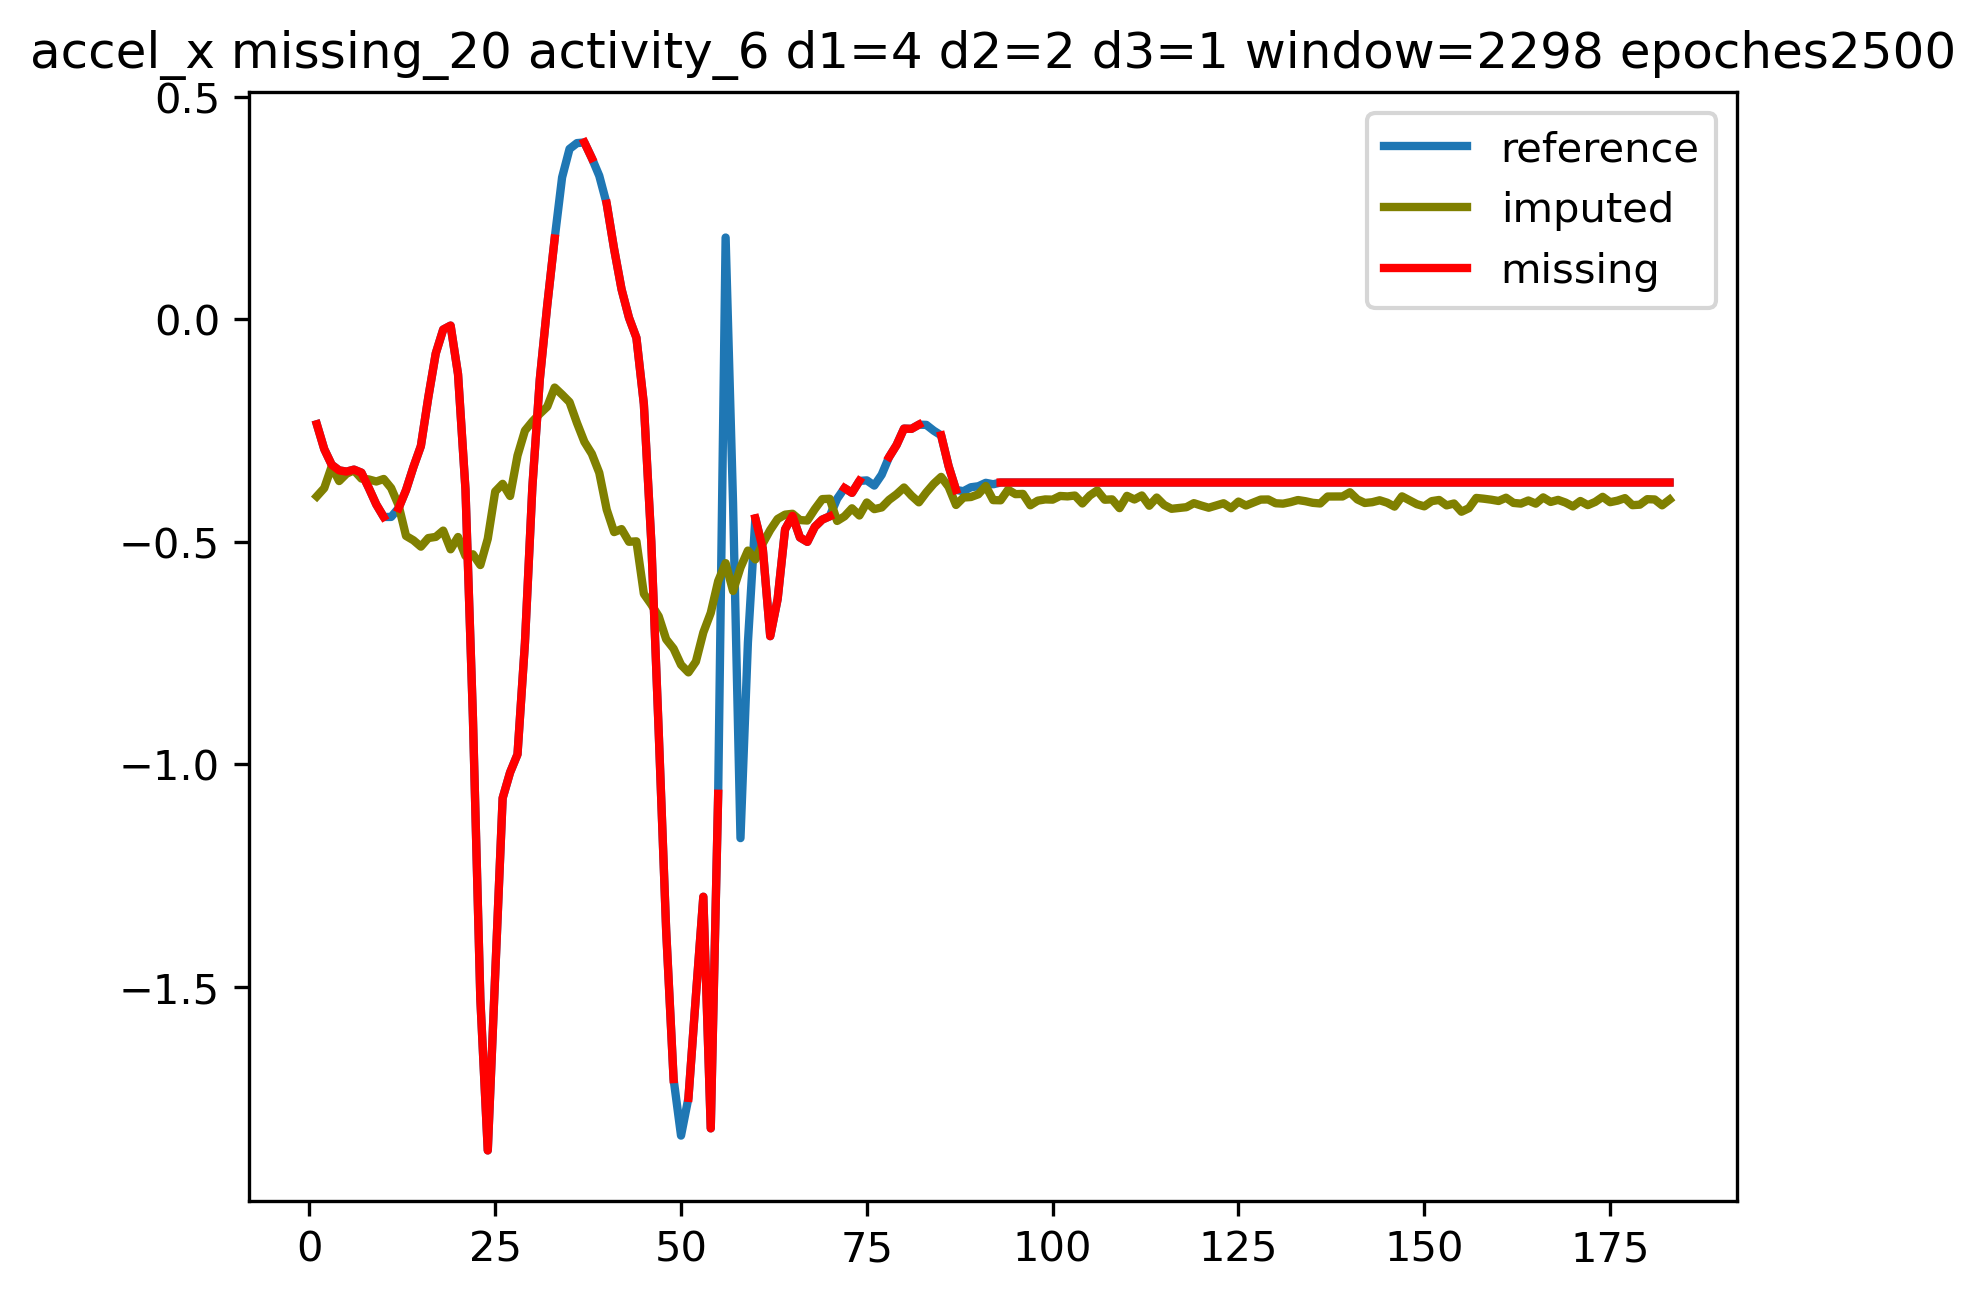 accel_x missing_20 activity_6 d1=4 d2=2 d3=1 window=2298 epoches2500
reference
imputed
missing
0.5
0.0
−0.5
−1.0
−1.5
0 25 50 75 100 125 150 175